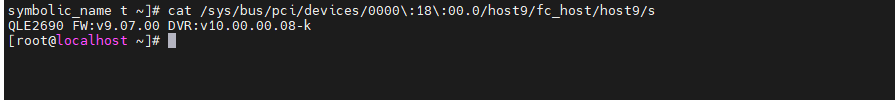 symbolic_name t ~]# cat /sys/bus/pci/devices/0000\:18\:00.0/host9/fc_host/host9/s
QLE2690 FW:v9.07.00 DVR:v10.00.00.08-k
[root@localhost ~]#